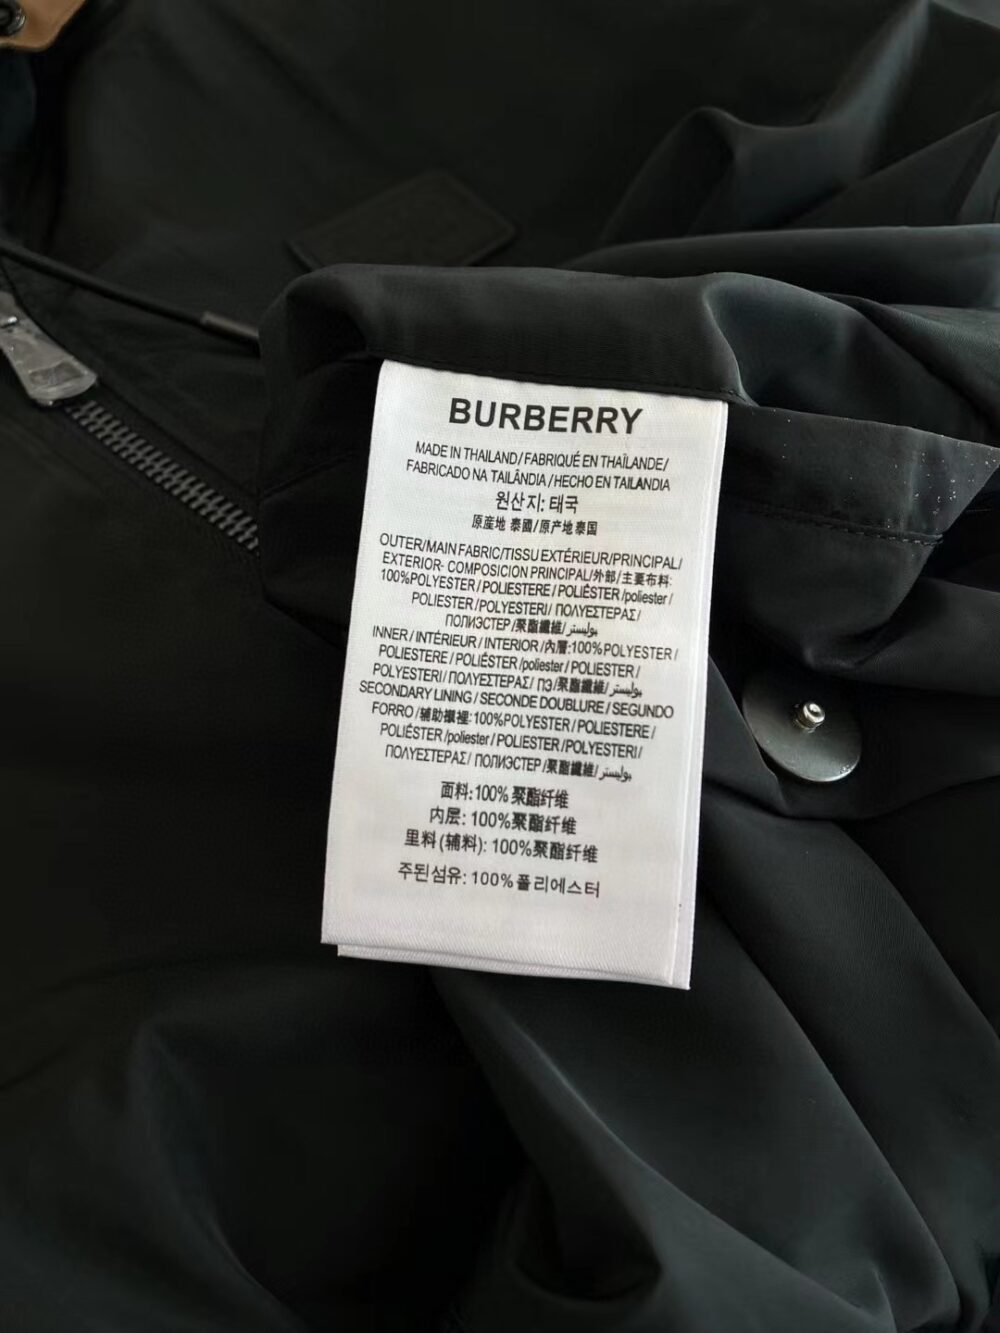 BURBERRY
MADE IN THAILAND/FABRIQUÉ EN THAÏLANDE/
FABRICADO NA TAILÂNDIA/HECHO EN TAILANDIA
원산지: 태국
原産地 泰國/原产地泰国
OUTER/MAIN FABRIC/TISSU EXTÉRIEUR/PRINCIPAL/
EXTERIOR- COMPOSICION PRINCIPAL/外部/主要布料:
100%POLYESTER/POLIESTERE/POLIÉSTER/poliester/
POLIESTER/POLYESTERI/ ΠΟΛΥΕΣΤΕΡΑΣ/
ПОЛИЭСТЕР/聚酯纖維/بوليستر
INNER/INTÉRIEUR/INTERIOR/內層:100%POLYESTER/
POLIESTERE/POLIÉSTER/poliester/POLIESTER/
POLYESTERI/ΠΟΛΥΕΣΤΕΡΑΣ/ ПЭ/聚酯纖維/بوليستر
SECONDARY LINING/SECONDE DOUBLURE/SEGUNDO
FORRO/輔助襯裡:100%POLYESTER/POLIESTERE/
POLIÉSTER/poliester/POLIESTER/POLYESTERI/
ΠΟΛΥΕΣΤΕΡΑΣ/ ПОЛИЭСТЕР/聚酯纖維/بوليستر
面料:100% 聚酯纤维
内层: 100%聚酯纤维
里料(辅料): 100%聚酯纤维
주된섬유: 100%폴리에스터